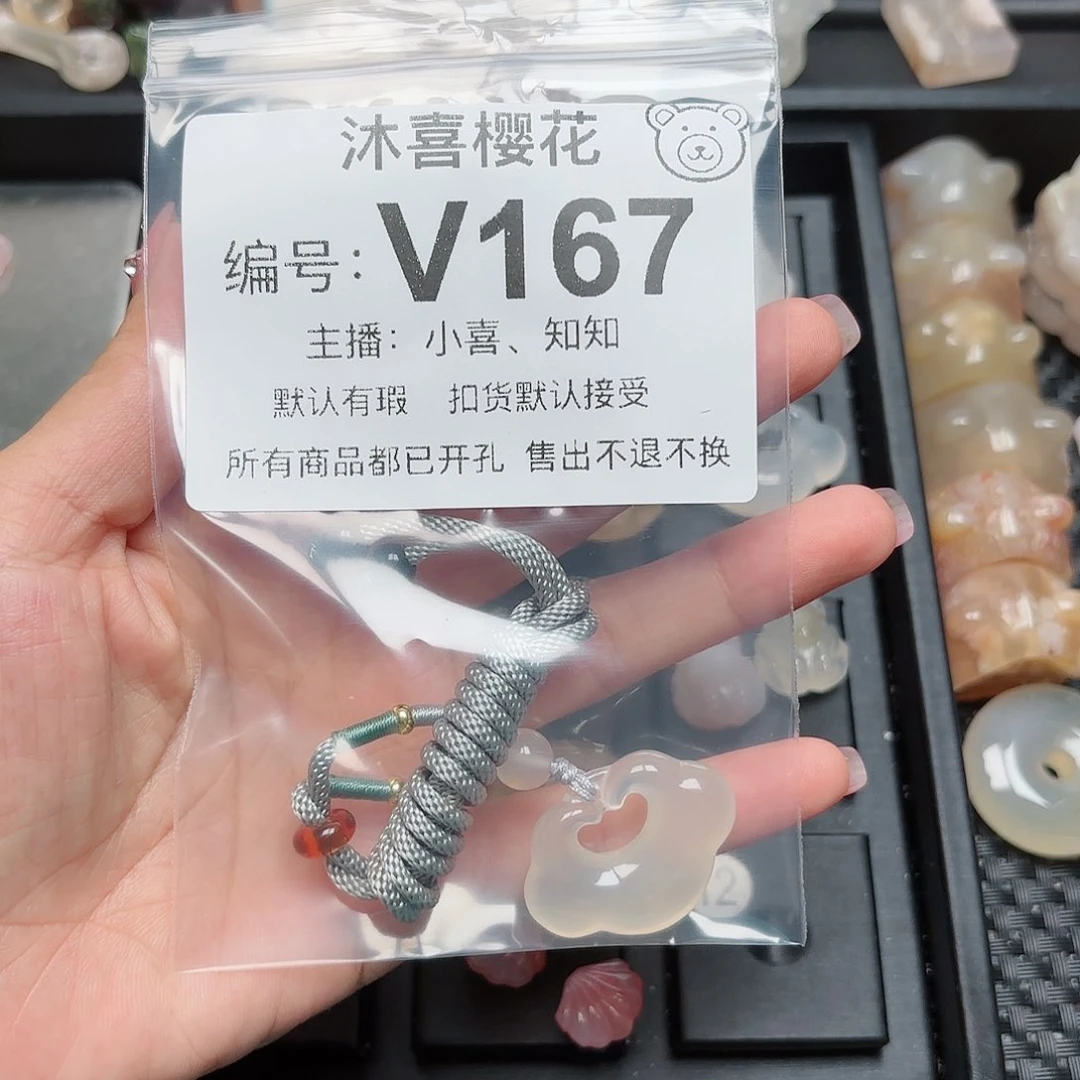 沐喜樱花
编号：V167
主播：小喜、知知
默认有瑕 扣货默认接受
所有商品都已开孔 售出不退不换
12